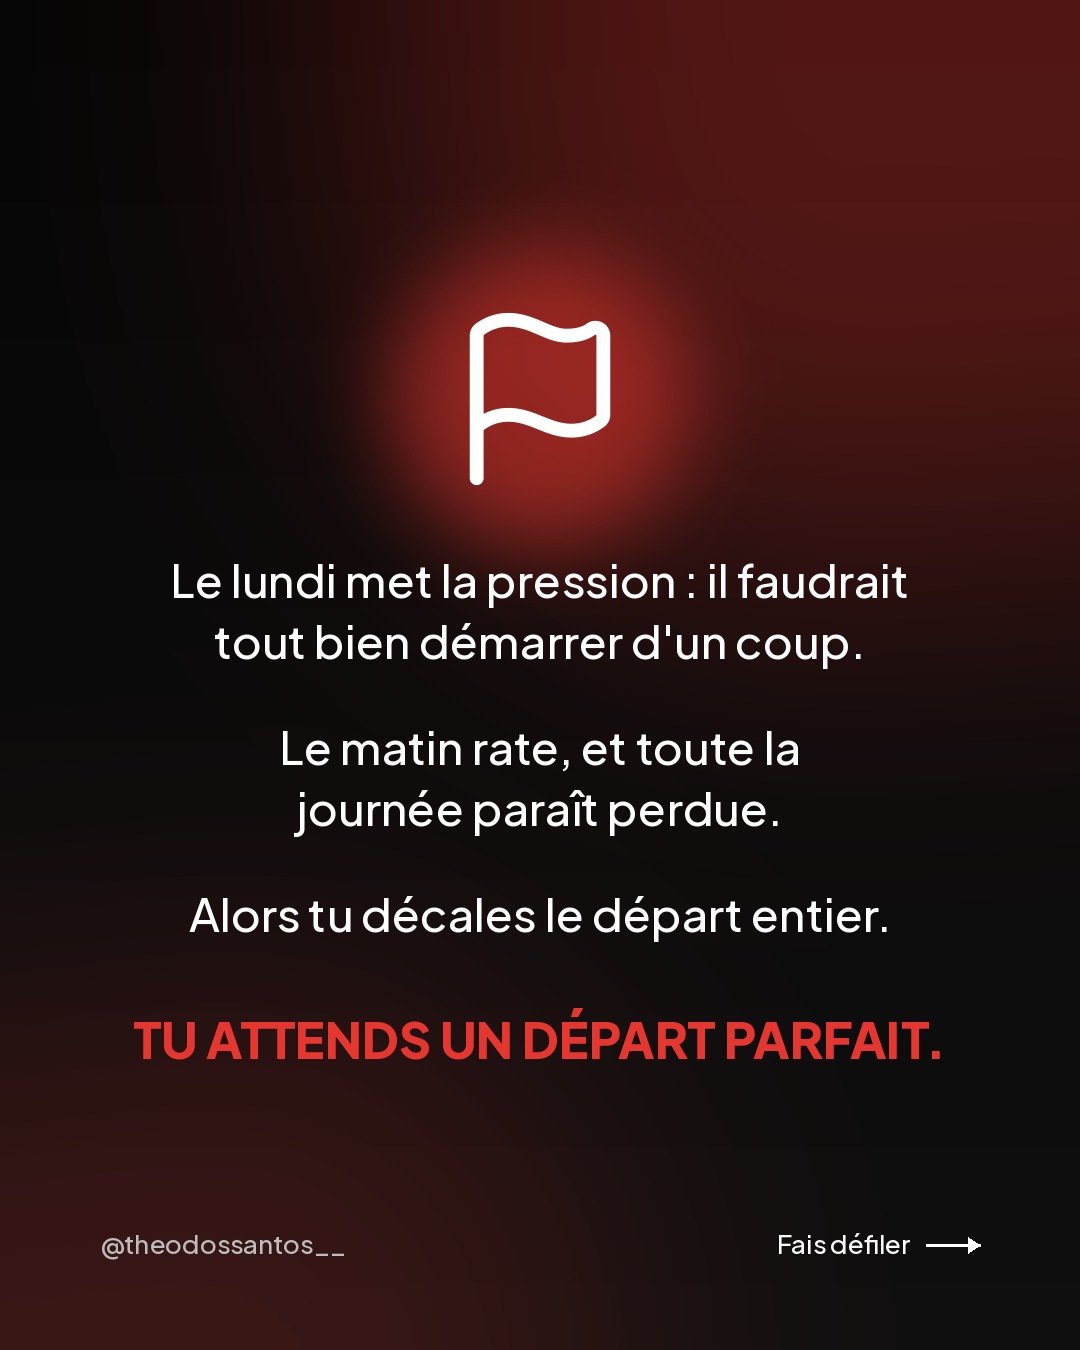 Le lundi met la pression : il faudrait
tout bien démarrer d'un coup.
Le matin rate, et toute la
journée paraît perdue.
Alors tu décales le départ entier.
TU ATTENDS UN DÉPART PARFAIT.
@theodossantos__
Fais défiler